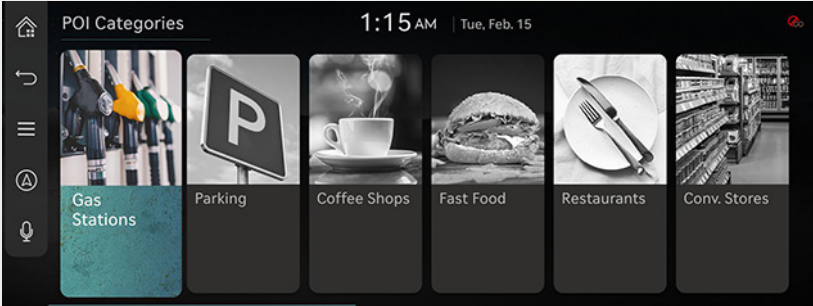 POI Categories
1:15 AM
Tue, Feb. 15
P
Gas
Stations
Parking
Coffee Shops
Fast Food
Restaurants
Conv. Stores